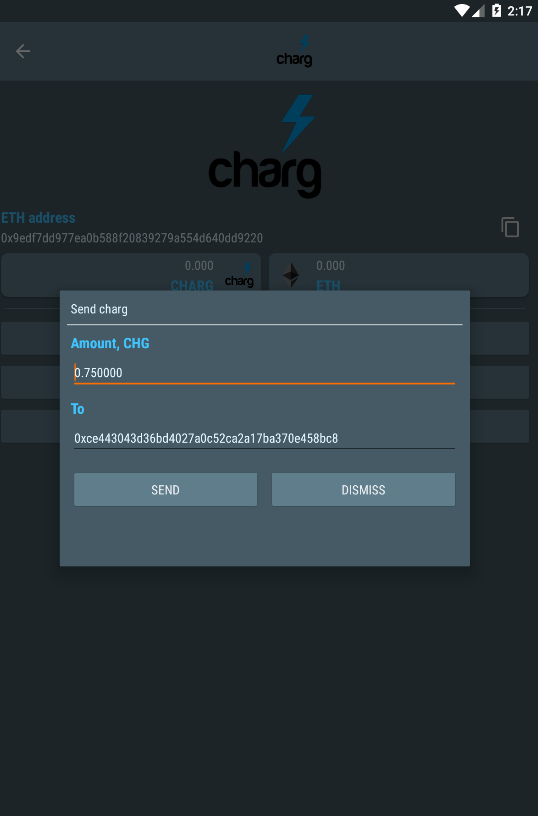 2:17
charg
charg
ETH address
0x9edf7dd977ea0b588f20839279a554d640dd9220
0.000
CHARG
charg
0.000
ETH
Send charg
Amount, CHG
0.750000
To
0xce443043d36bd4027a0c52ca2a17ba370e458bc8
SEND
DISMISS